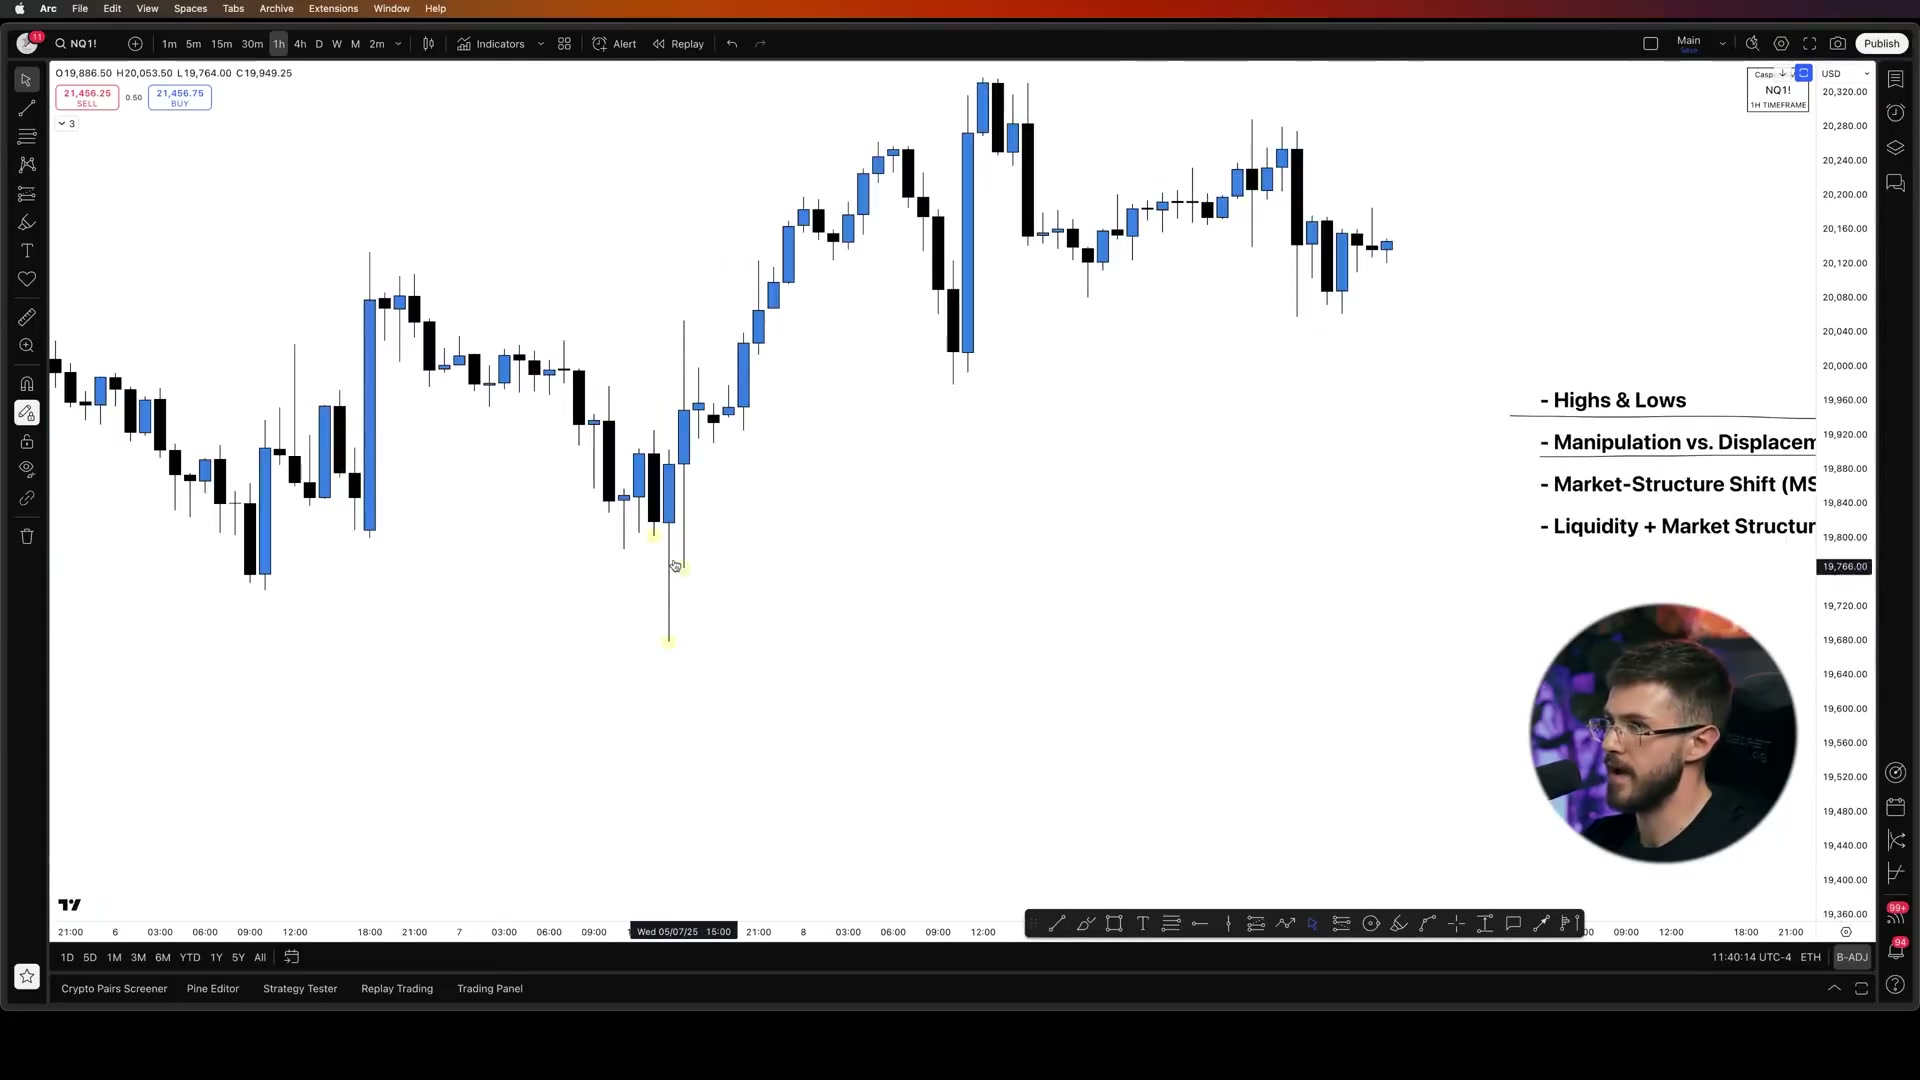 Arc File Edit View Spaces Tabs Archive Extensions Window Help
11
NQ1! 1m 5m 15m 30m 1h 4h D W M 2m Indicators Alert Replay Main Save Publish
O19,886.50 H20,053.50 L19,764.00 C19,949.25
21,456.25 SELL 0.50 21,456.75 BUY
3
Casp
NQ1!
1H TIMEFRAME
USD
20,320.00
20,280.00
20,240.00
20,200.00
20,160.00
20,120.00
20,080.00
20,040.00
20,000.00
19,960.00
19,920.00
19,880.00
19,840.00
19,800.00
19,766.00
19,720.00
19,680.00
19,640.00
19,600.00
19,560.00
19,520.00
19,480.00
19,440.00
19,400.00
19,360.00
- Highs & Lows
- Manipulation vs. Displacem
- Market-Structure Shift (MS
- Liquidity + Market Structur
99+
94
21:00 6 03:00 06:00 09:00 12:00 18:00 21:00 7 03:00 06:00 09:00 Wed 05/07/25 15:00 21:00 8 03:00 06:00 09:00 12:00 09:00 12:00 18:00 21:00
1D 5D 1M 3M 6M YTD 1Y 5Y All 11:40:14 UTC-4 ETH B-ADJ
Crypto Pairs Screener Pine Editor Strategy Tester Replay Trading Trading Panel